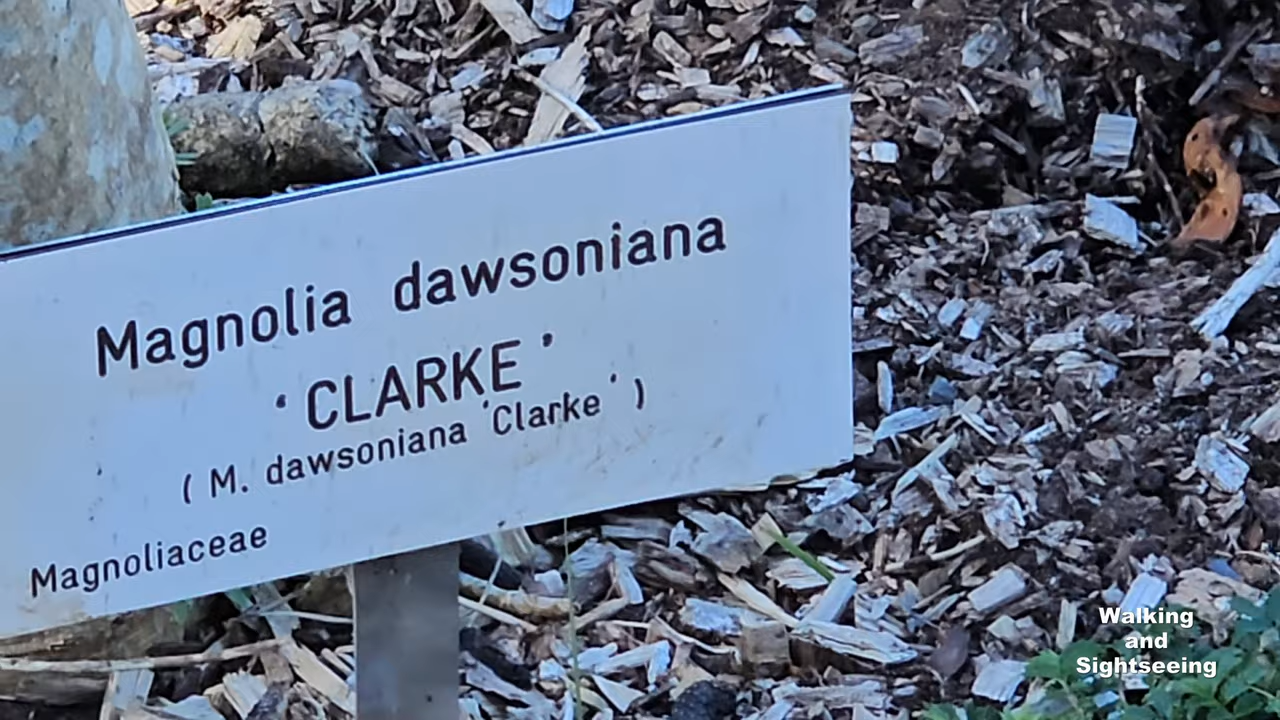 Magnolia dawsoniana
'CLARKE'
( M. dawsoniana 'Clarke' )
Magnoliaceae
Walking
and
Sightseeing